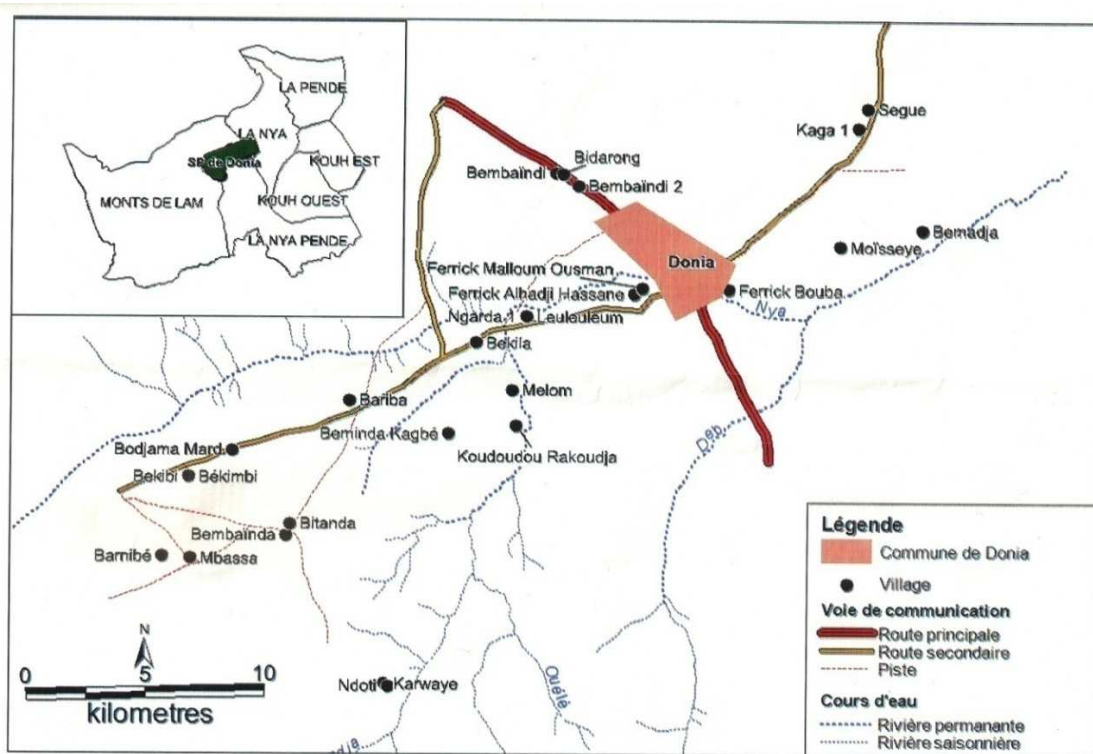 LA PENDE
LA NYA
SP de Donia
KOUH EST
MONTS DE LAM
KOUH OUEST
LA NYA PENDE
Segue
Kaga 1
Bidarong
Bembaïndi
Bembaïndi 2
Bemadja
Moïsseye
Donia
Ferrick Malloum Ousman
Ferrick Alhadji Hassane
Ferrick Bouba
Nya
Ngarda 1
Leuleuleum
Bekila
Melom
Bariba
Beminda Kagbé
Koudoudou Rakoudja
Deb
Bodjama Mard
Bekibi
Békimbi
Bitanda
Bembaïnda
Barnibé
Mbassa
Ndoti
Karwaye
Ouélé
N
0 5 10
kilometres
Légende
Commune de Donia
Village
Voie de communication
Route principale
Route secondaire
Piste
Cours d'eau
Rivière permanante
Rivière saisonnière